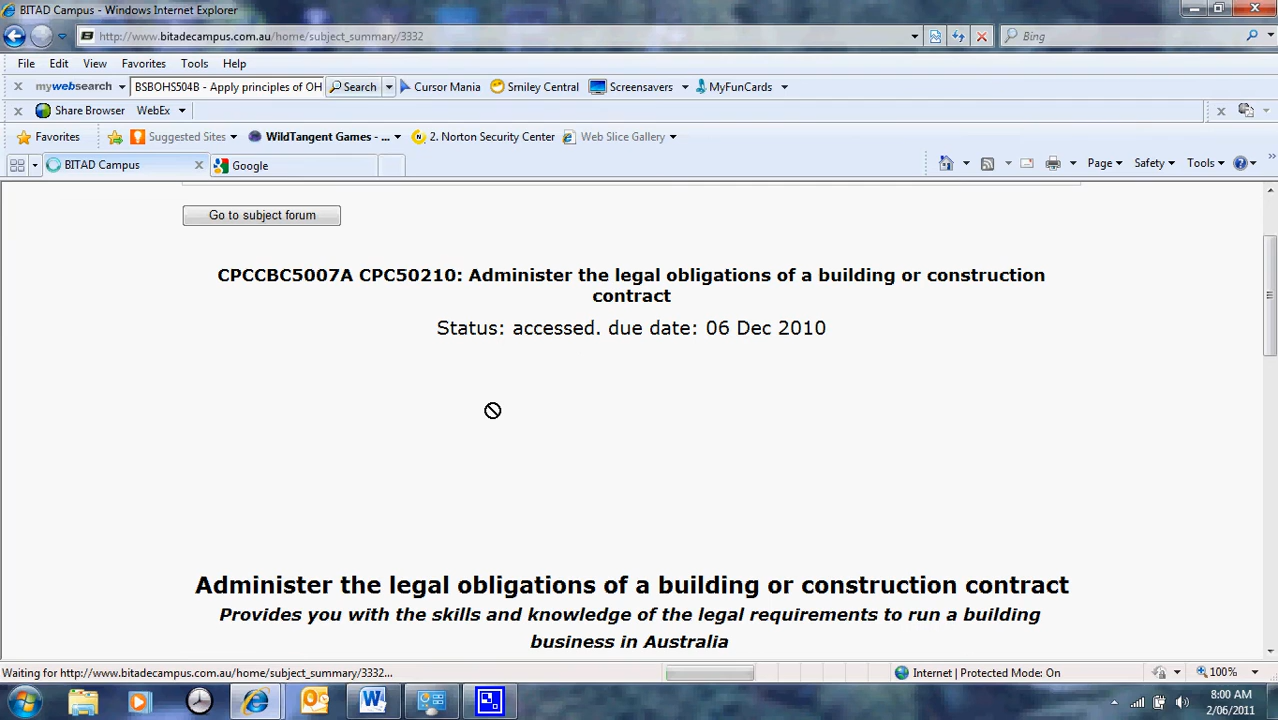 BITAD Campus - Windows Internet Explorer
http://www.bitadecampus.com.au/home/subject_summary/3332
Bing
File Edit View Favorites Tools Help
mywebsearch BSBOHS504B - Apply principles of OH Search Cursor Mania Smiley Central Screensavers MyFunCards
Share Browser WebEx
Favorites Suggested Sites WildTangent Games - ... 2. Norton Security Center Web Slice Gallery
BITAD Campus Google Page Safety Tools
Go to subject forum
CPCCBC5007A CPC50210: Administer the legal obligations of a building or construction
contract
Status: accessed. due date: 06 Dec 2010
Administer the legal obligations of a building or construction contract
Provides you with the skills and knowledge of the legal requirements to run a building
business in Australia
Waiting for http://www.bitadecampus.com.au/home/subject_summary/3332... Internet | Protected Mode: On 100%
8:00 AM
2/06/2011